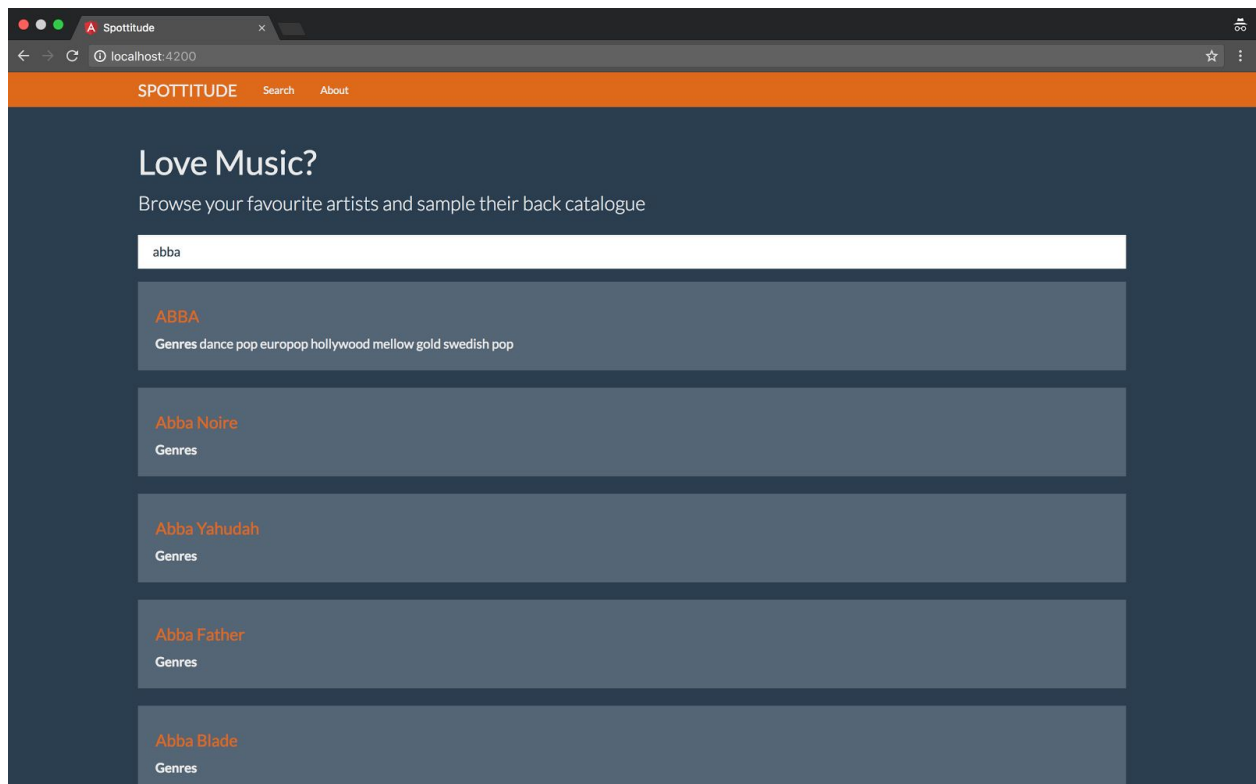 Spottitude
localhost:4200
SPOTTITUDE Search About
Love Music?
Browse your favourite artists and sample their back catalogue
abba
ABBA
Genres dance pop europop hollywood mellow gold swedish pop
Abba Noire
Genres
Abba Yahudah
Genres
Abba Father
Genres
Abba Blade
Genres